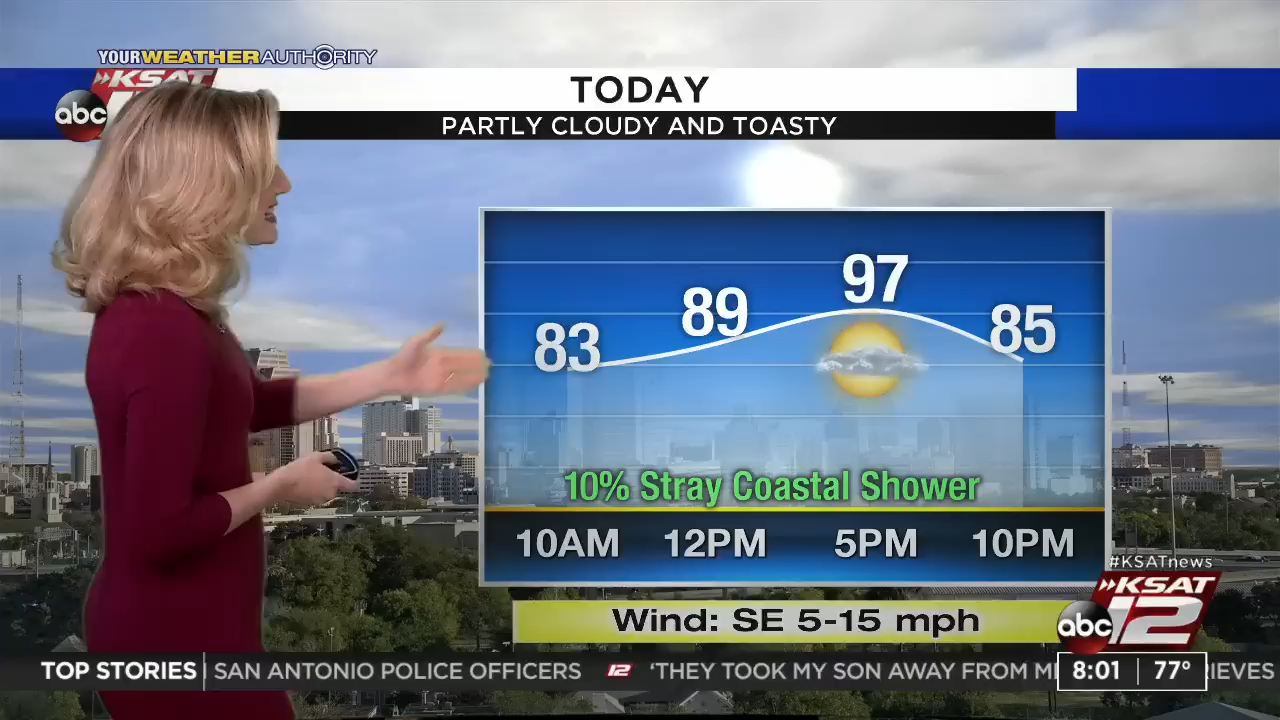 YOURWEATHERAUTHORITY
KSAT
abc
TODAY
PARTLY CLOUDY AND TOASTY
83
89
97
85
10% Stray Coastal Shower
10AM 12PM 5PM 10PM
#KSATnews
KSAT
abc 12
Wind: SE 5-15 mph
TOP STORIES SAN ANTONIO POLICE OFFICERS 12 'THEY TOOK MY SON AWAY FROM 8:01 77°